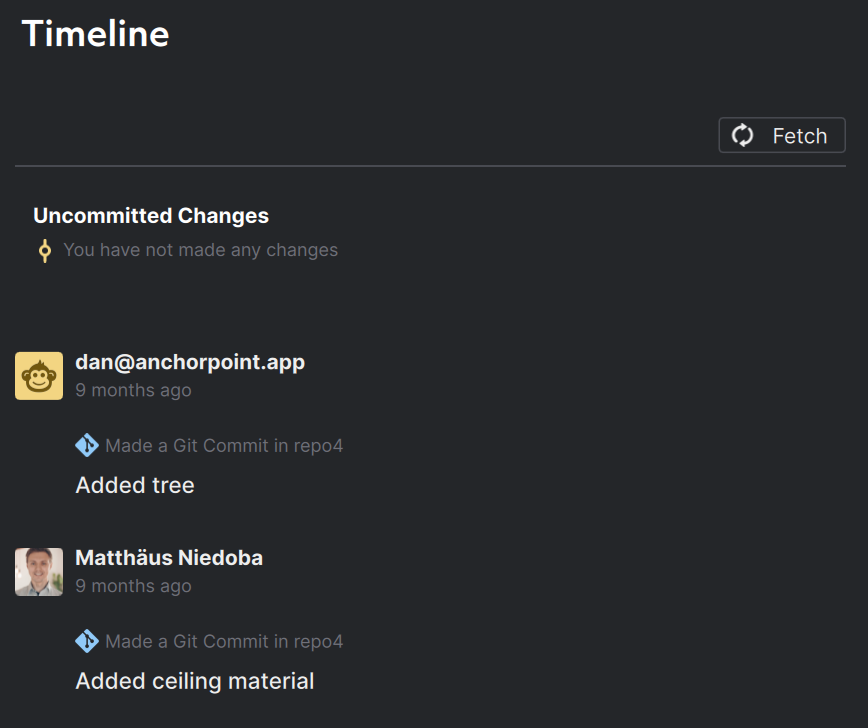 Timeline
Fetch
Uncommitted Changes
You have not made any changes
dan@anchorpoint.app
9 months ago
Made a Git Commit in repo4
Added tree
Matthäus Niedoba
9 months ago
Made a Git Commit in repo4
Added ceiling material